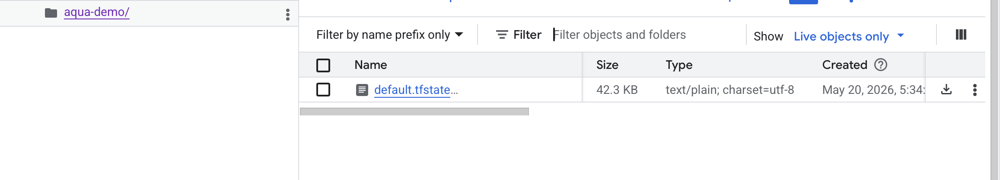 aqua-demo/
Filter by name prefix only
Filter
Filter objects and folders
Show
Live objects only
Name
Size
Type
Created
default.tfstate...
42.3 KB
text/plain; charset=utf-8
May 20, 2026, 5:34: